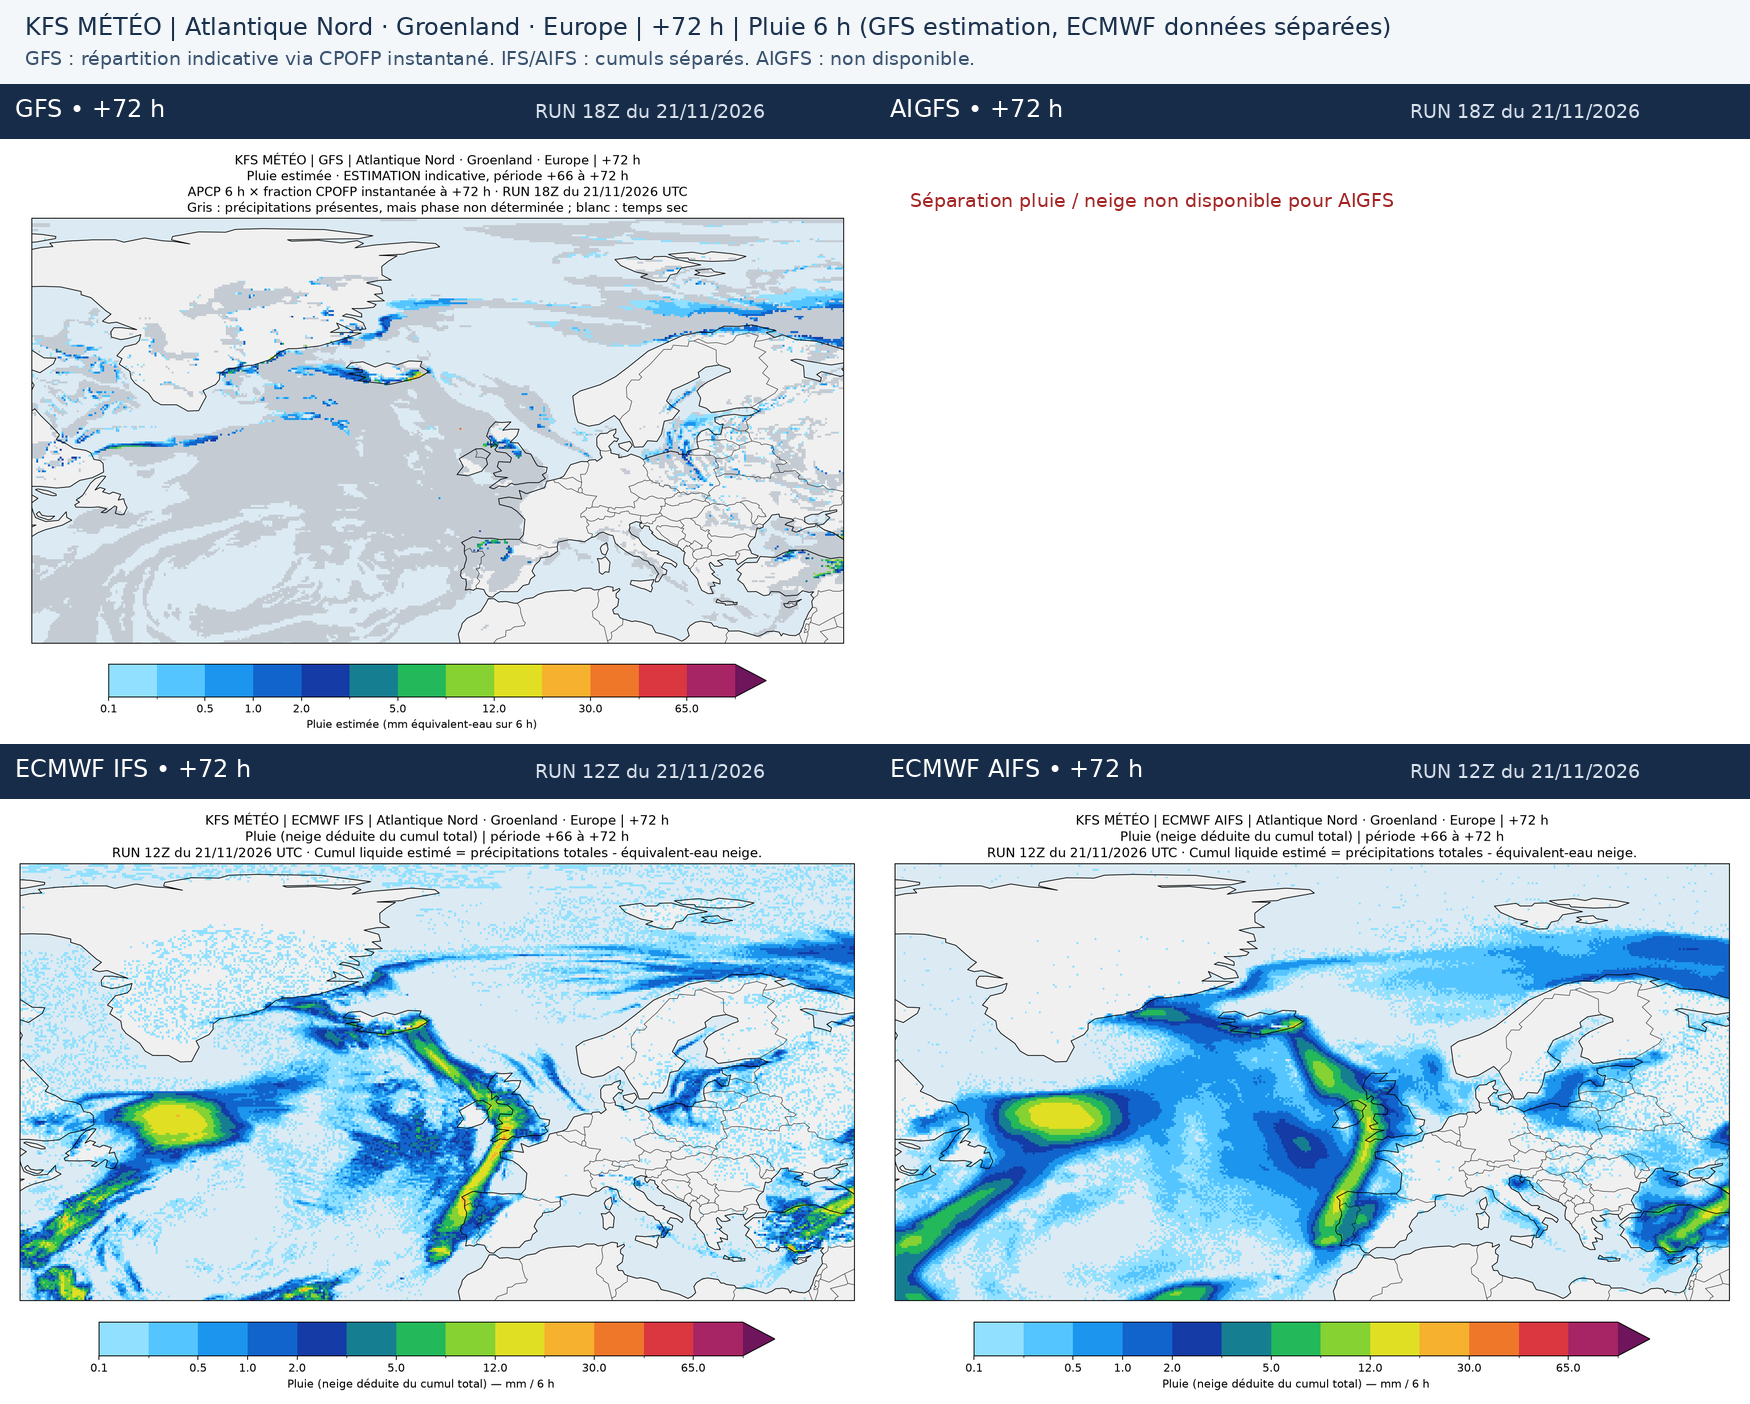 KFS MÉTÉO | Atlantique Nord · Groenland · Europe | +72 h | Pluie 6 h (GFS estimation, ECMWF données séparées)
GFS : répartition indicative via CPOFP instantané. IFS/AIFS : cumuls séparés. AIGFS : non disponible.
GFS • +72 h
RUN 18Z du 21/11/2026
AIGFS • +72 h
RUN 18Z du 21/11/2026
KFS MÉTÉO | GFS | Atlantique Nord · Groenland · Europe | +72 h
Pluie estimée · ESTIMATION indicative, période +66 à +72 h
APCP 6 h × fraction CPOFP instantanée à +72 h · RUN 18Z du 21/11/2026 UTC
Gris : précipitations présentes, mais phase non déterminée ; blanc : temps sec
Séparation pluie / neige non disponible pour AIGFS
0.1 0.5 1.0 2.0 5.0 12.0 30.0 65.0
Pluie estimée (mm équivalent-eau sur 6 h)
ECMWF IFS • +72 h
RUN 12Z du 21/11/2026
ECMWF AIFS • +72 h
RUN 12Z du 21/11/2026
KFS MÉTÉO | ECMWF IFS | Atlantique Nord · Groenland · Europe | +72 h
Pluie (neige déduite du cumul total) | période +66 à +72 h
RUN 12Z du 21/11/2026 UTC · Cumul liquide estimé = précipitations totales - équivalent-eau neige.
0.1 0.5 1.0 2.0 5.0 12.0 30.0 65.0
Pluie (neige déduite du cumul total) — mm / 6 h
KFS MÉTÉO | ECMWF AIFS | Atlantique Nord · Groenland · Europe | +72 h
Pluie (neige déduite du cumul total) | période +66 à +72 h
RUN 12Z du 21/11/2026 UTC · Cumul liquide estimé = précipitations totales - équivalent-eau neige.
0.1 0.5 1.0 2.0 5.0 12.0 30.0 65.0
Pluie (neige déduite du cumul total) — mm / 6 h